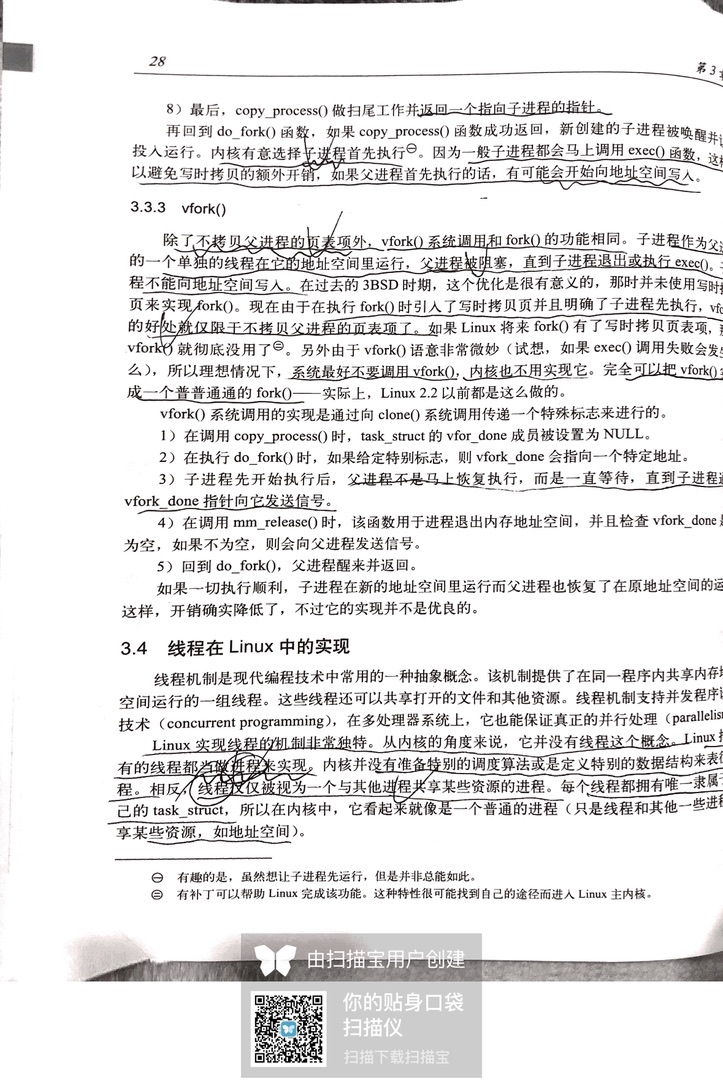 28
第3
8）最后，copy_process() 做扫尾工作并返回一个指向子进程的指针。
再回到 do_fork() 函数，如果 copy_process() 函数成功返回，新创建的子进程被唤醒并
投入运行。内核有意选择子进程首先执行㊀。因为一般子进程都会马上调用 exec() 函数，这
以避免写时拷贝的额外开销，如果父进程首先执行的话，有可能会开始向地址空间写入。
3.3.3 vfork()
除了不拷贝父进程的页表项外，vfork() 系统调用和 fork() 的功能相同。子进程作为父
的一个单独的线程在它的地址空间里运行，父进程被阻塞，直到子进程退出或执行 exec()。
程不能向地址空间写入。在过去的 3BSD 时期，这个优化是很有意义的，那时并未使用写时
页来实现 fork()。现在由于在执行 fork() 时引入了写时拷贝页并且明确了子进程先执行，vfo
的好处就仅限于不拷贝父进程的页表项了。如果 Linux 将来 fork() 有了写时拷贝页表项，
vfork() 就彻底没用了㊁。另外由于 vfork() 语意非常微妙（试想，如果 exec() 调用失败会发
么），所以理想情况下，系统最好不要调用 vfork()，内核也不用实现它。完全可以把 vfork()
成一个普普通通的 fork()——实际上，Linux 2.2 以前都是这么做的。
vfork() 系统调用的实现是通过向 clone() 系统调用传递一个特殊标志来进行的。
1）在调用 copy_process() 时，task_struct 的 vfor_done 成员被设置为 NULL。
2）在执行 do_fork() 时，如果给定特别标志，则 vfork_done 会指向一个特定地址。
3）子进程先开始执行后，父进程不是马上恢复执行，而是一直等待，直到子进程
vfork_done 指针向它发送信号。
4）在调用 mm_release() 时，该函数用于进程退出内存地址空间，并且检查 vfork_done
为空，如果不为空，则会向父进程发送信号。
5）回到 do_fork()，父进程醒来并返回。
如果一切执行顺利，子进程在新的地址空间里运行而父进程也恢复了在原地址空间的运
这样，开销确实降低了，不过它的实现并不是优良的。
3.4 线程在 Linux 中的实现
线程机制是现代编程技术中常用的一种抽象概念。该机制提供了在同一程序内共享内存
空间运行的一组线程。这些线程还可以共享打开的文件和其他资源。线程机制支持并发程序
技术（concurrent programming），在多处理器系统上，它也能保证真正的并行处理（parallelism
Linux 实现线程的机制非常独特。从内核的角度来说，它并没有线程这个概念。Linux
有的线程都当做进程来实现。内核并没有准备特别的调度算法或是定义特别的数据结构来表
程。相反，线程仅仅被视为一个与其他进程共享某些资源的进程。每个线程都拥有唯一隶属
己的 task_struct，所以在内核中，它看起来就像是一个普通的进程（只是线程和其他一些进
享某些资源，如地址空间）。
㊀ 有趣的是，虽然想让子进程先运行，但是并非总能如此。
㊁ 有补丁可以帮助 Linux 完成该功能。这种特性很可能找到自己的途径而进入 Linux 主内核。
由扫描宝用户创建
你的贴身口袋
扫描仪
扫描下载扫描宝